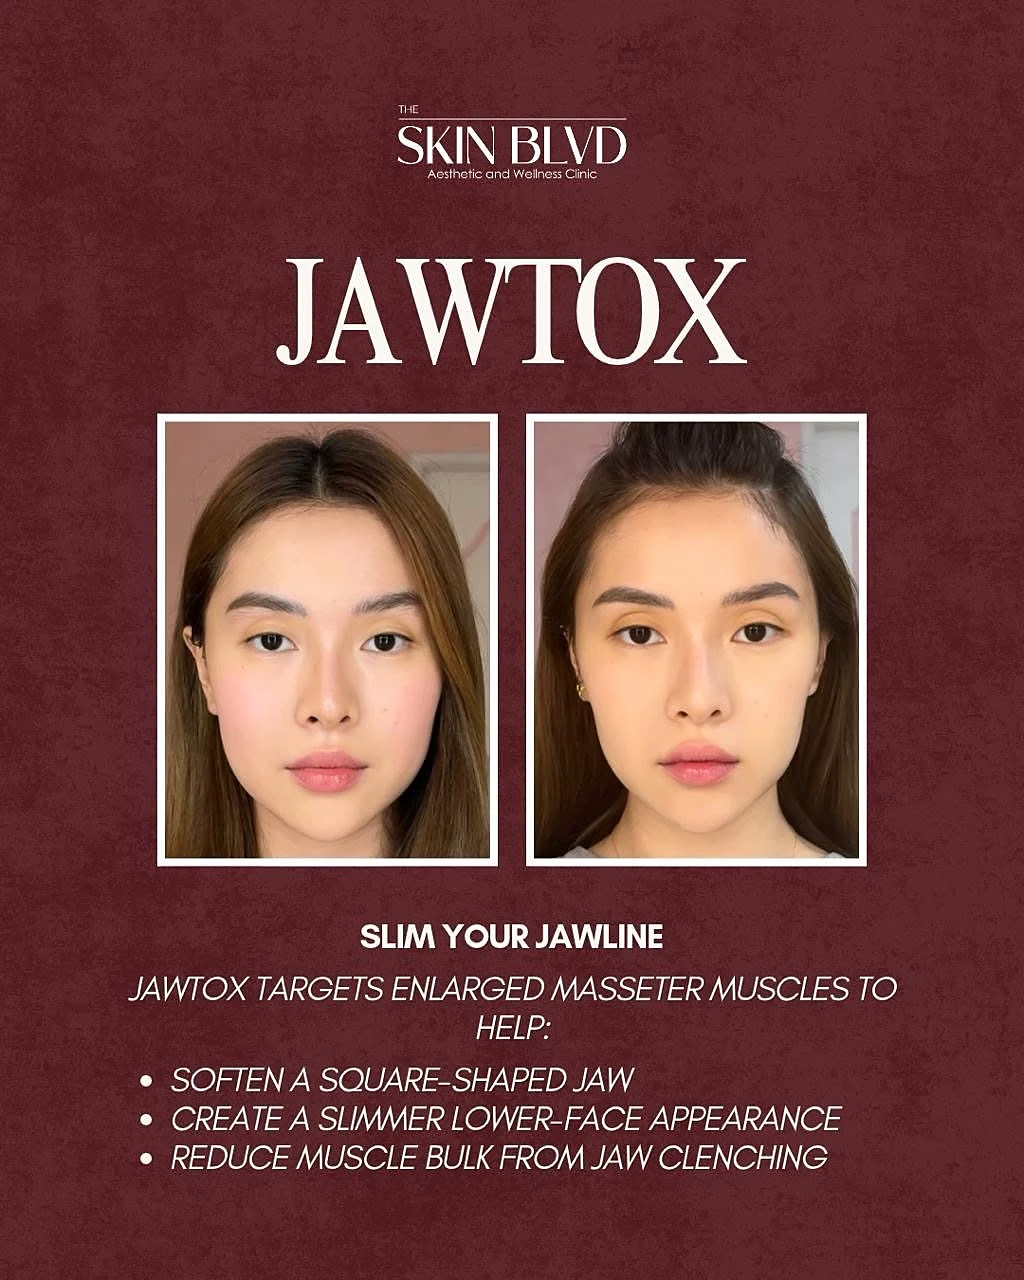 THE
SKIN BLVD
Aesthetic and Wellness Clinic
JAWTOX
SLIM YOUR JAWLINE
JAWTOX TARGETS ENLARGED MASSETER MUSCLES TO
HELP:
• SOFTEN A SQUARE-SHAPED JAW
• CREATE A SLIMMER LOWER-FACE APPEARANCE
• REDUCE MUSCLE BULK FROM JAW CLENCHING